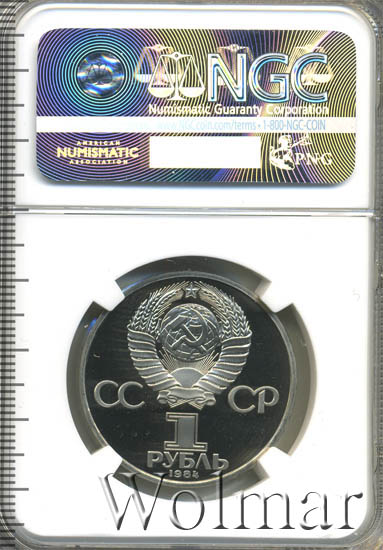 NGC
Numismatic Guaranty Corporation
NGCcoin.com/terms • 1-800-NGC-COIN
AMERICAN
NUMISMATIC
ASSOCIATION
PNG
СС СР
1
РУБЛЬ
1984
Wolmar